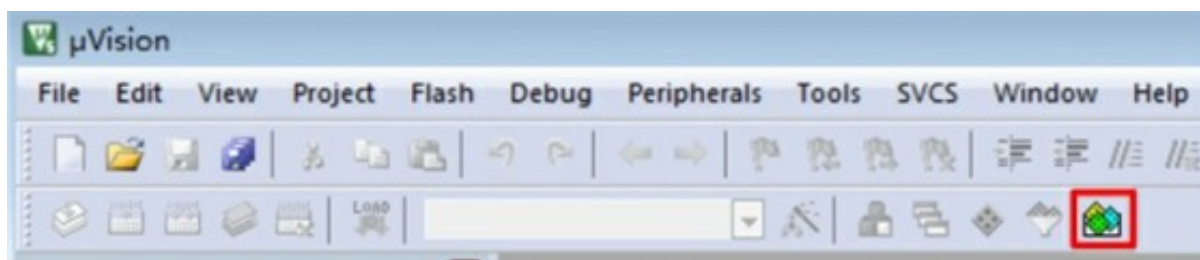 µVision
File Edit View Project Flash Debug Peripherals Tools SVCS Window Help
LOAD